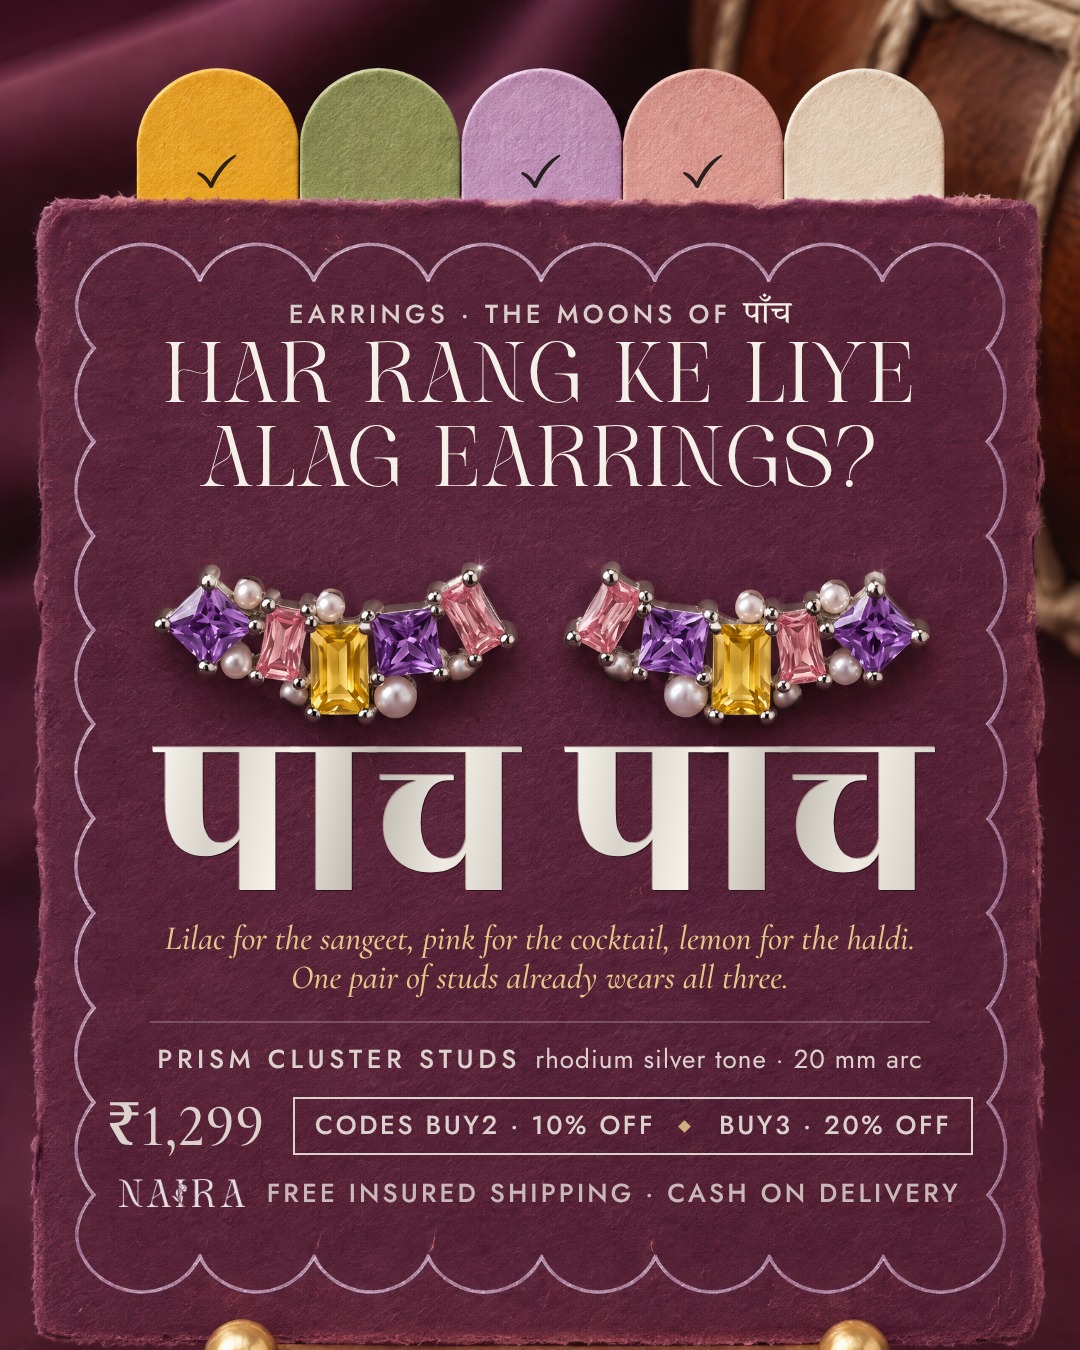 EARRINGS · THE MOONS OF पाँच
HAR RANG KE LIYE
ALAG EARRINGS?
पाच पाच
Lilac for the sangeet, pink for the cocktail, lemon for the haldi.
One pair of studs already wears all three.
PRISM CLUSTER STUDS rhodium silver tone · 20 mm arc
₹1,299 CODES BUY2 · 10% OFF ◆ BUY3 · 20% OFF
NAIRA FREE INSURED SHIPPING · CASH ON DELIVERY